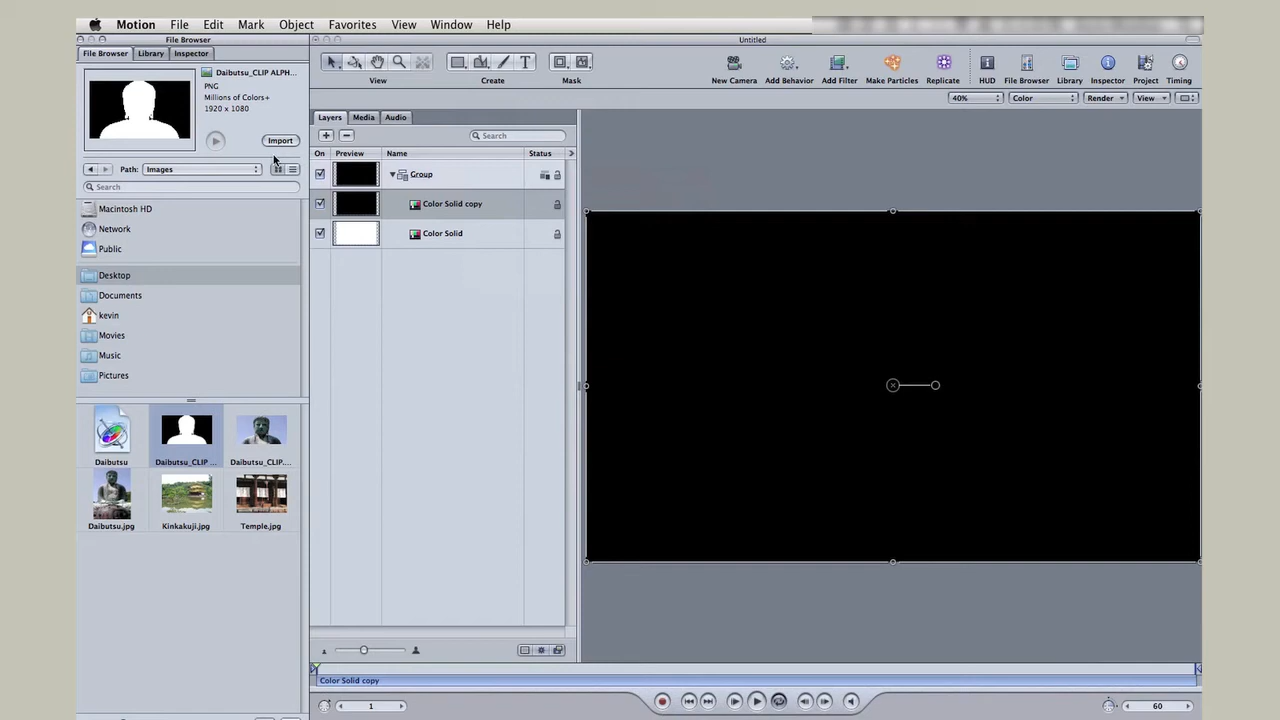 Motion File Edit Mark Object Favorites View Window Help
File Browser
Untitled
File Browser Library Inspector
Daibutsu_CLIP ALPH...
PNG
Millions of Colors+
1920 x 1080
Import
Path: Images
Search
Macintosh HD
Network
Public
Desktop
Documents
kevin
Movies
Music
Pictures
Daibutsu Daibutsu_CLIP ... Daibutsu_CLIP....
Daibutsu.jpg Kinkakuji.jpg Temple.jpg
View Create Mask New Camera Add Behavior Add Filter Make Particles Replicate HUD File Browser Library Inspector Project Timing
40% Color Render View
Layers Media Audio
Search
On Preview Name Status
Group
Color Solid copy
Color Solid
Color Solid copy
1 60